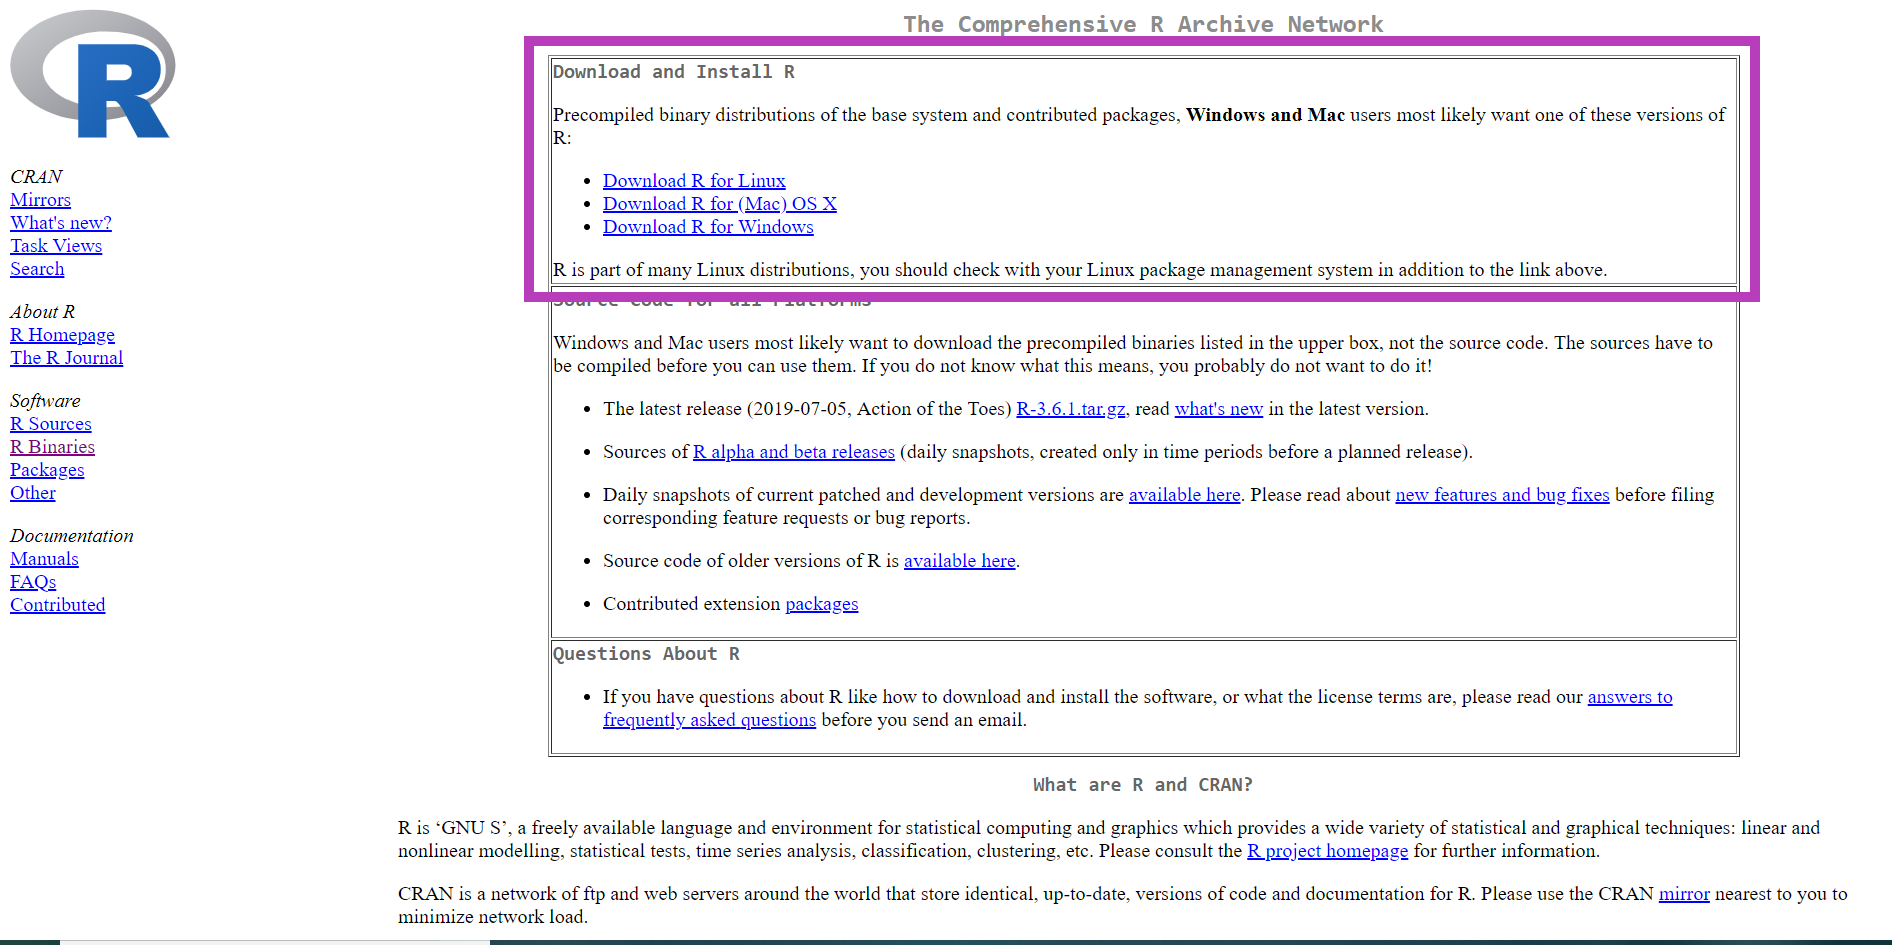 The Comprehensive R Archive Network
R
CRAN
Mirrors
What's new?
Task Views
Search
About R
R Homepage
The R Journal
Software
R Sources
R Binaries
Packages
Other
Documentation
Manuals
FAQs
Contributed
Download and Install R
Precompiled binary distributions of the base system and contributed packages, Windows and Mac users most likely want one of these versions of
R:
Download R for Linux
Download R for (Mac) OS X
Download R for Windows
R is part of many Linux distributions, you should check with your Linux package management system in addition to the link above.
Source Code for all Platforms
Windows and Mac users most likely want to download the precompiled binaries listed in the upper box, not the source code. The sources have to
be compiled before you can use them. If you do not know what this means, you probably do not want to do it!
The latest release (2019-07-05, Action of the Toes) R-3.6.1.tar.gz, read what's new in the latest version.
Sources of R alpha and beta releases (daily snapshots, created only in time periods before a planned release).
Daily snapshots of current patched and development versions are available here. Please read about new features and bug fixes before filing
corresponding feature requests or bug reports.
Source code of older versions of R is available here.
Contributed extension packages
Questions About R
If you have questions about R like how to download and install the software, or what the license terms are, please read our answers to
frequently asked questions before you send an email.
What are R and CRAN?
R is ‘GNU S’, a freely available language and environment for statistical computing and graphics which provides a wide variety of statistical and graphical techniques: linear and
nonlinear modelling, statistical tests, time series analysis, classification, clustering, etc. Please consult the R project homepage for further information.
CRAN is a network of ftp and web servers around the world that store identical, up-to-date, versions of code and documentation for R. Please use the CRAN mirror nearest to you to
minimize network load.